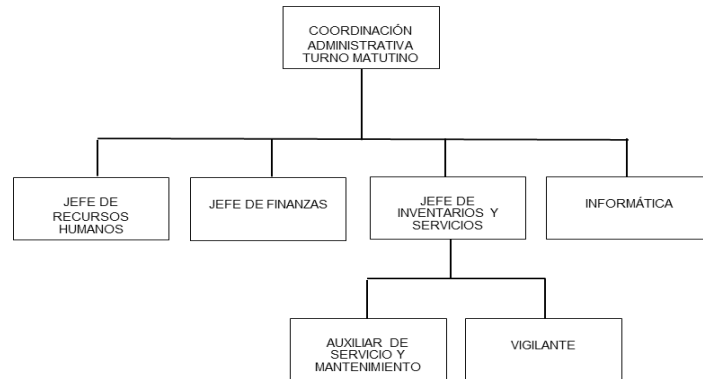 COORDINACIÓN
ADMINISTRATIVA
TURNO MATUTINO
JEFE DE
RECURSOS
HUMANOS
JEFE DE FINANZAS
JEFE DE
INVENTARIOS Y
SERVICIOS
INFORMÁTICA
AUXILIAR DE
SERVICIO Y
MANTENIMIENTO
VIGILANTE